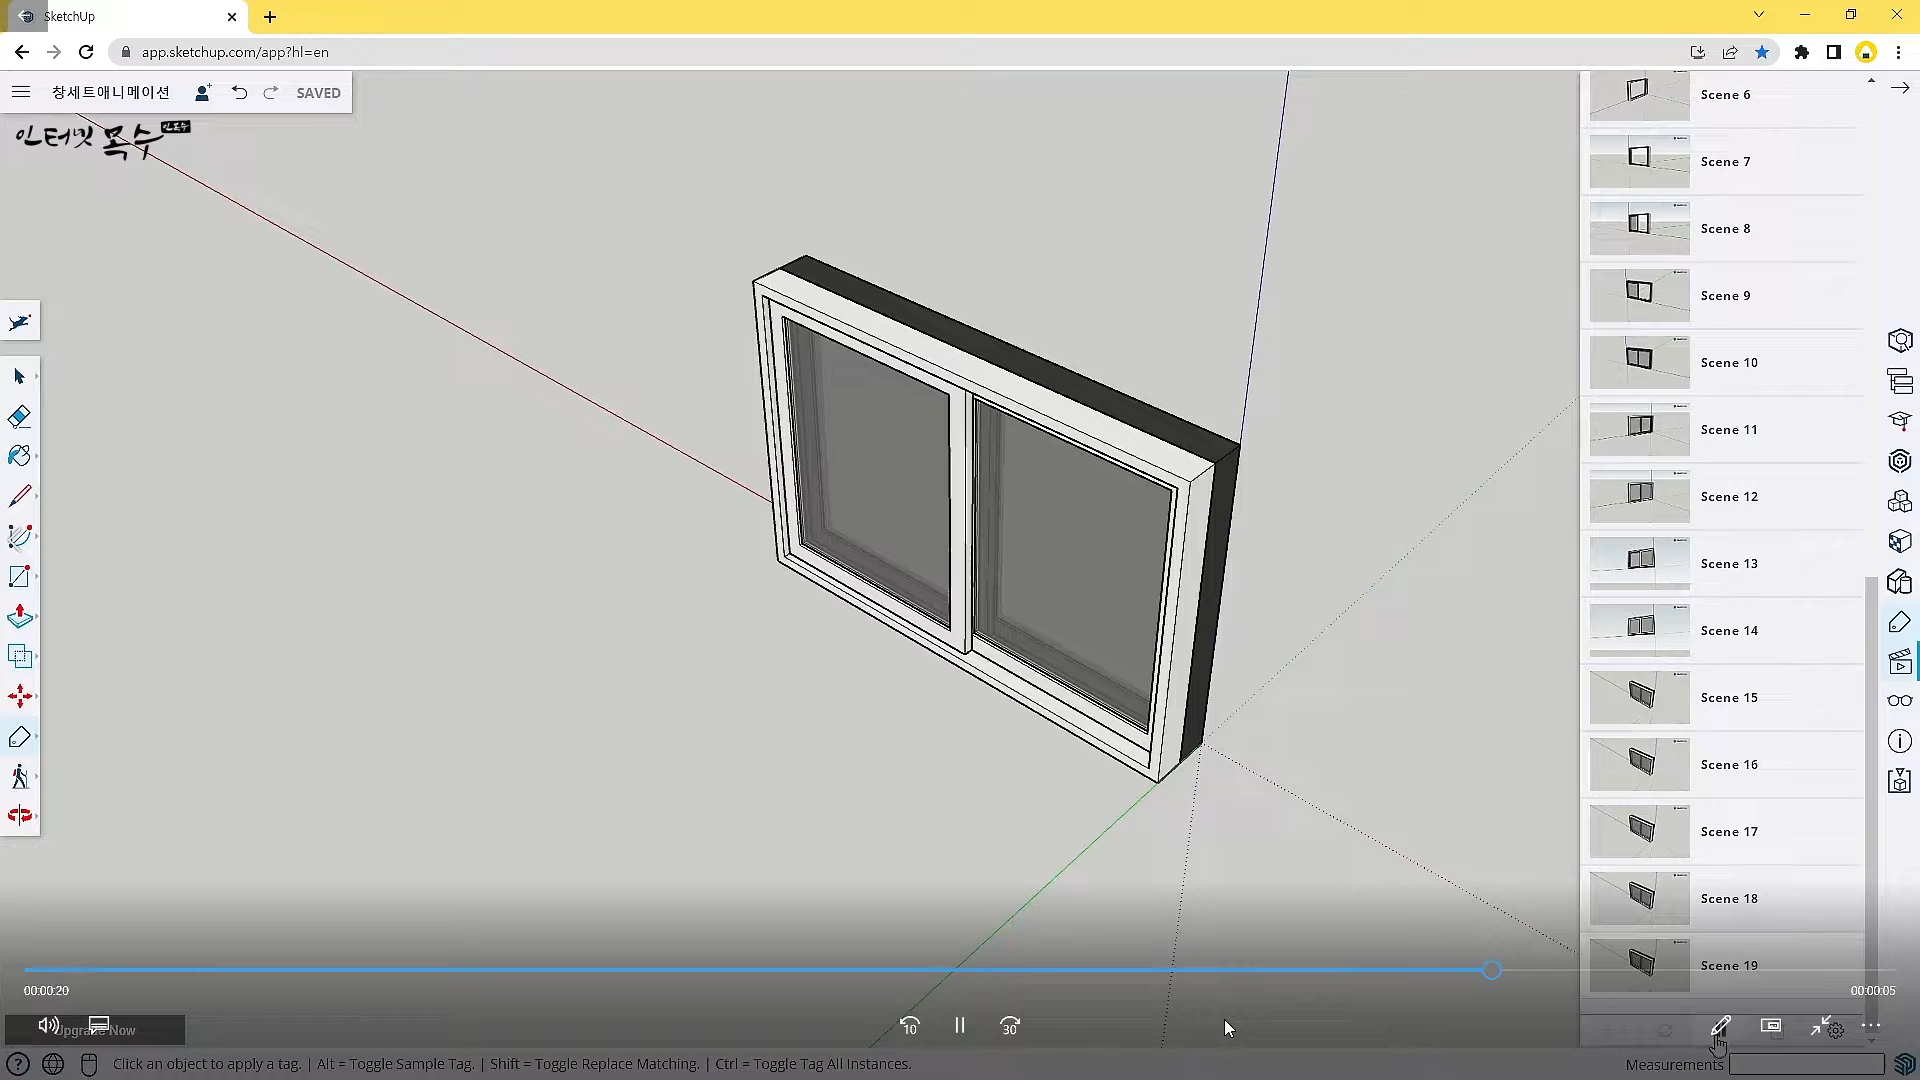 SketchUp
app.sketchup.com/app?hl=en
창세트애니메이션
SAVED
인터넷 목수
Scene 6
Scene 7
Scene 8
Scene 9
Scene 10
Scene 11
Scene 12
Scene 13
Scene 14
Scene 15
Scene 16
Scene 17
Scene 18
Scene 19
00:00:20
00:00:05
Upgrade Now
10
30
Click an object to apply a tag. | Alt = Toggle Sample Tag. | Shift = Toggle Replace Matching. | Ctrl = Toggle Tag All Instances.
Measurements